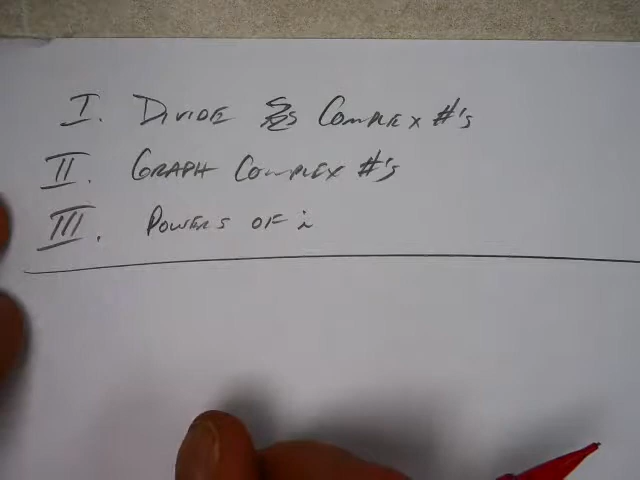 I. DIVIDE COMPLEX #'s
II. GRAPH COMPLEX #'s
III. POWERS OF i